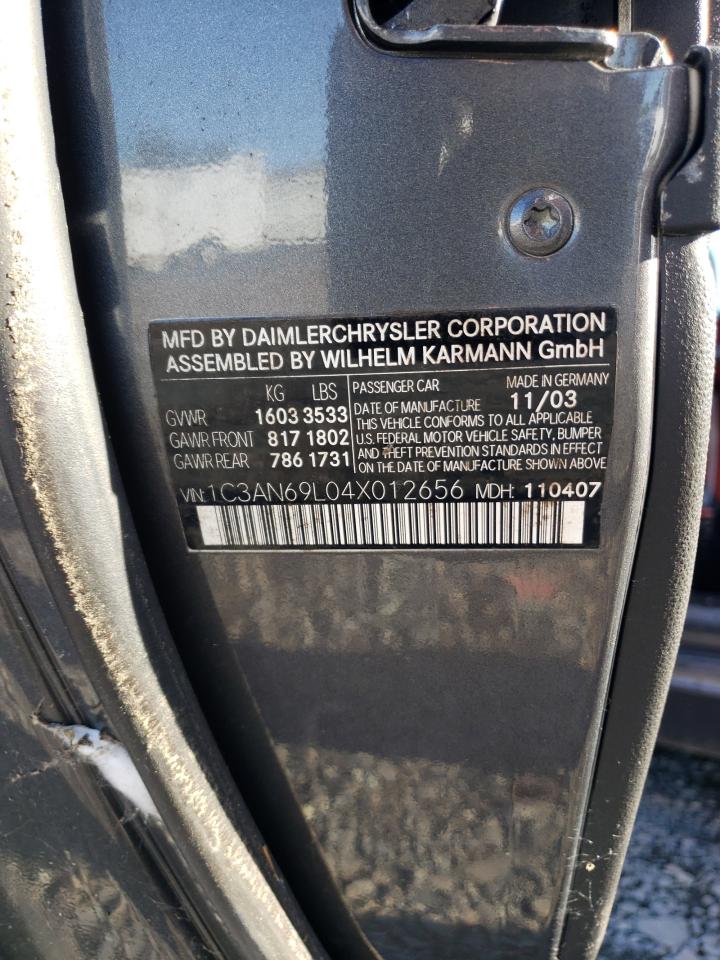 MFD BY DAIMLERCHRYSLER CORPORATION
ASSEMBLED BY WILHELM KARMANN GmbH
KG LBS
GVWR 1603 3533
GAWR FRONT 817 1802
GAWR REAR 786 1731
PASSENGER CAR MADE IN GERMANY
DATE OF MANUFACTURE 11/03
THIS VEHICLE CONFORMS TO ALL APPLICABLE
U.S. FEDERAL MOTOR VEHICLE SAFETY, BUMPER
AND THEFT PREVENTION STANDARDS IN EFFECT
ON THE DATE OF MANUFACTURE SHOWN ABOVE
VIN: 1C3AN69L04X012656 MDH: 110407